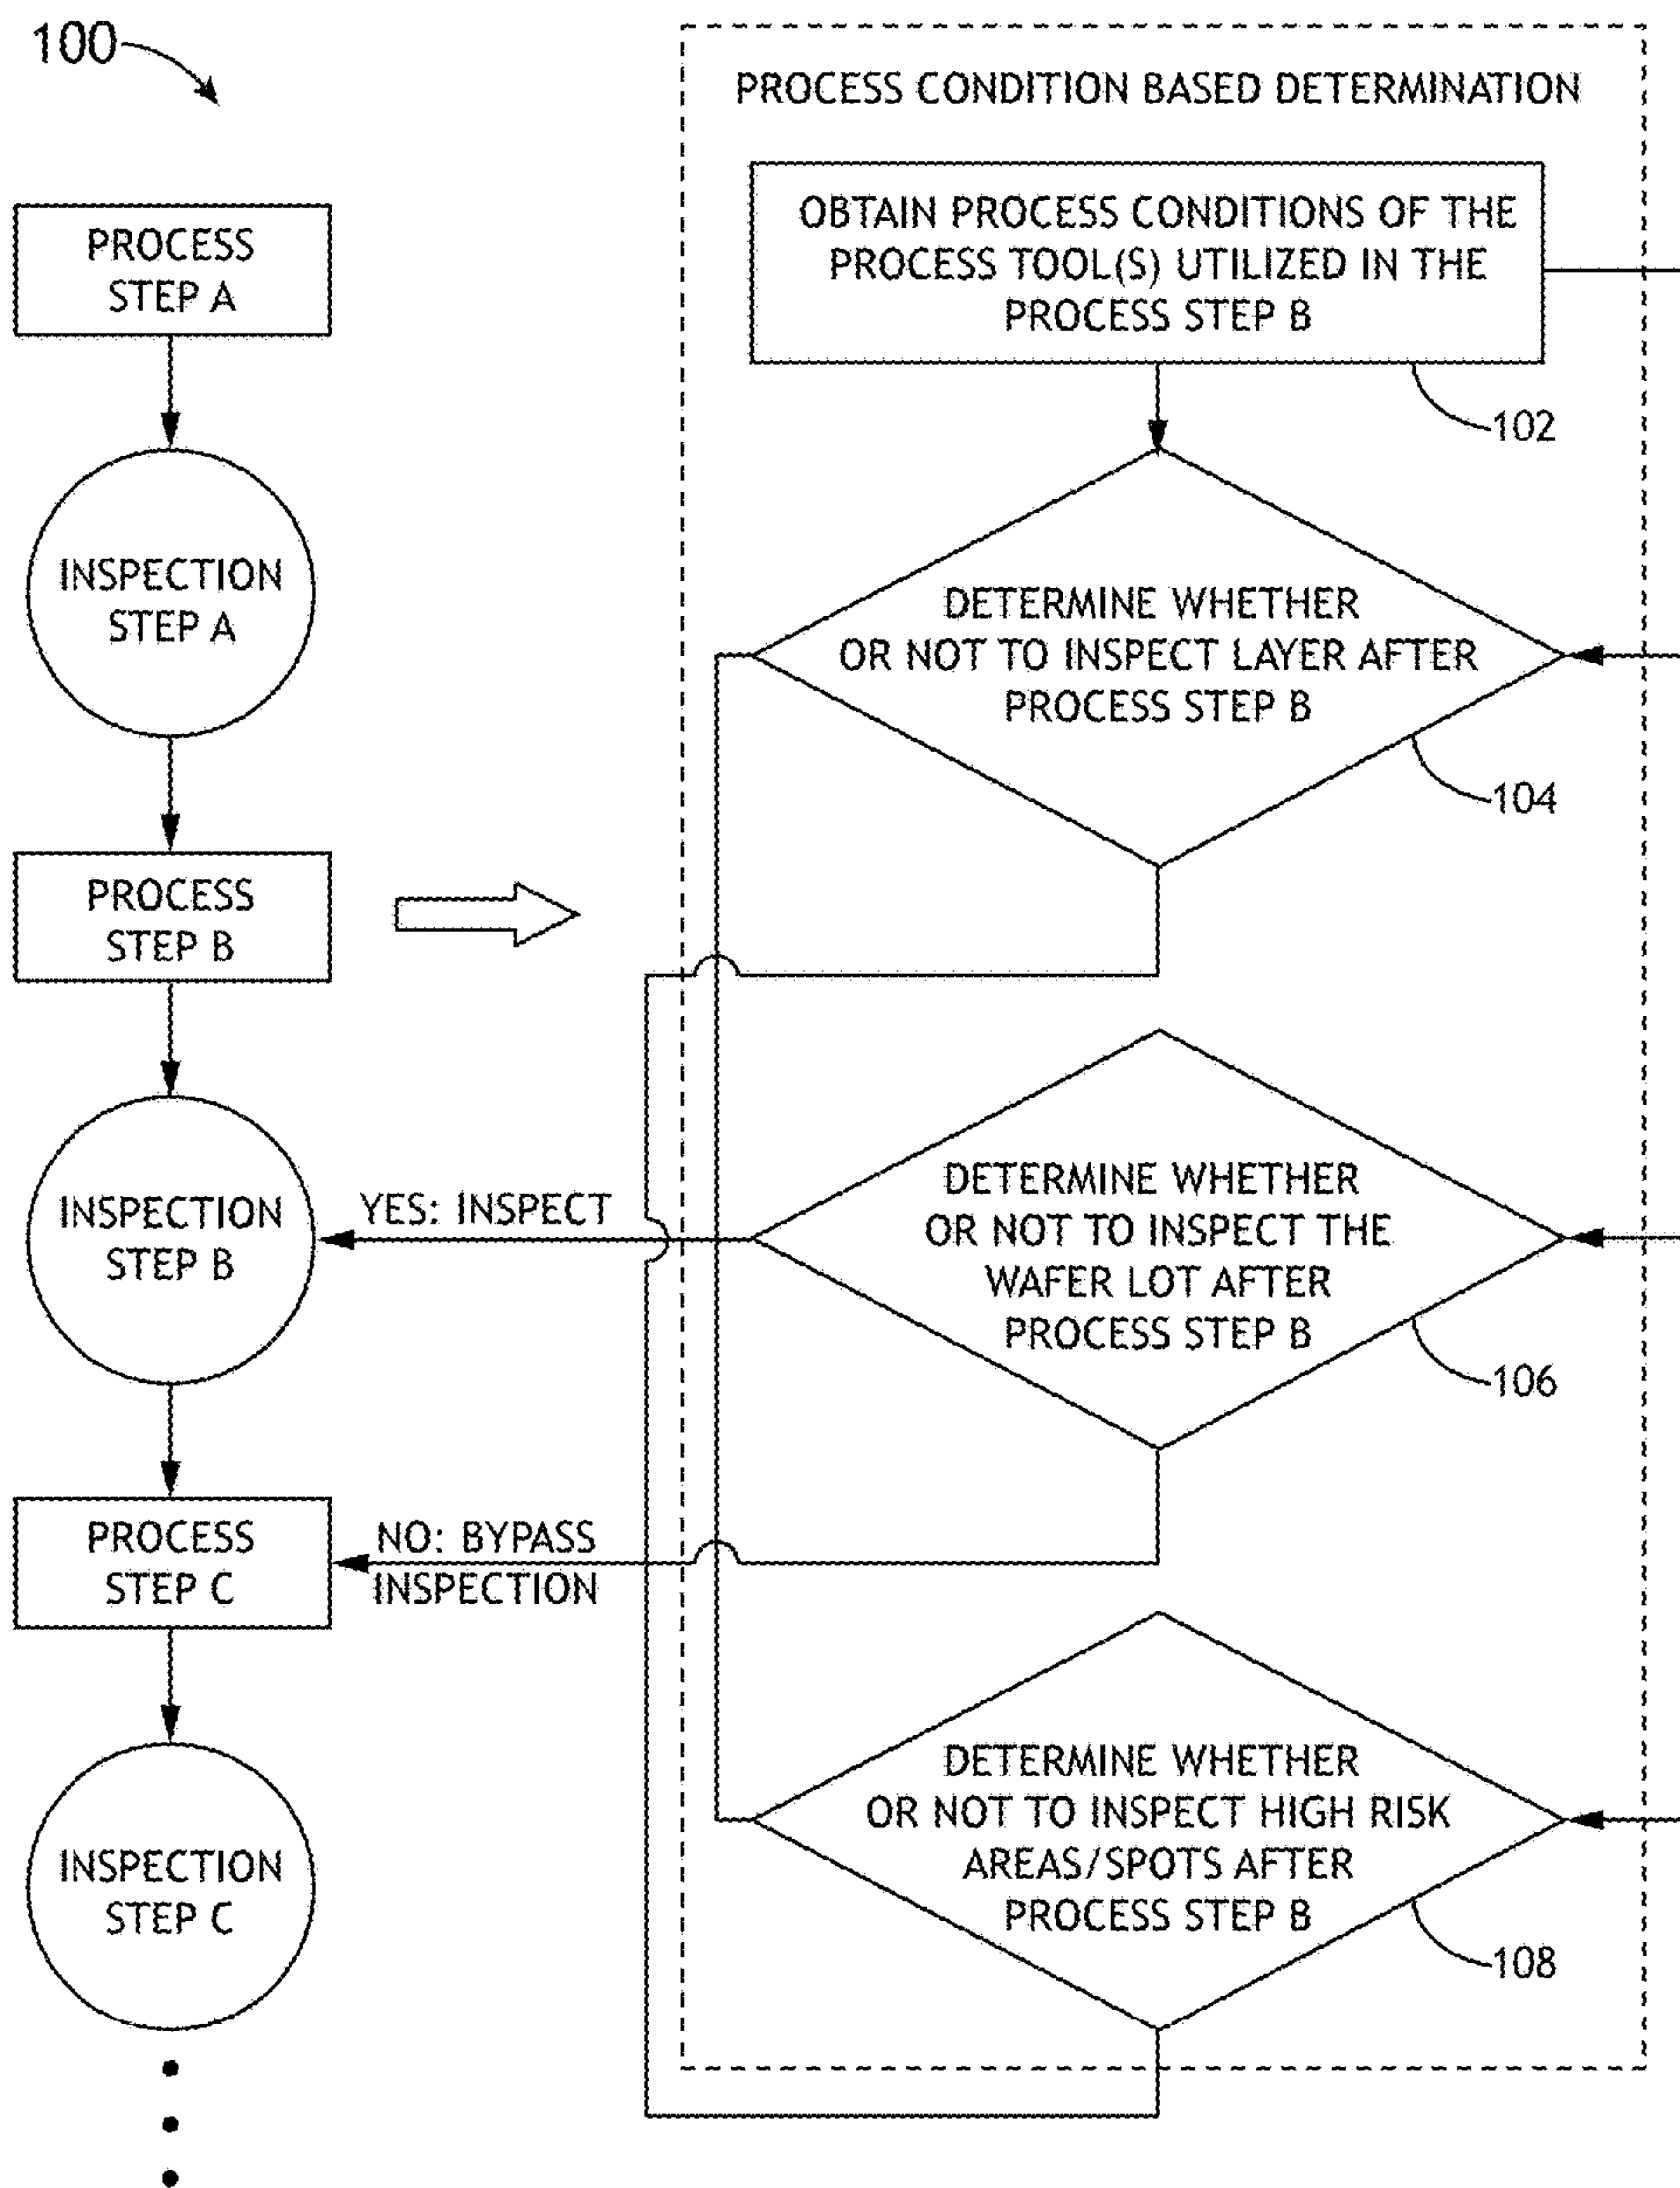 100
PROCESS
STEP A
INSPECTION
STEP A
PROCESS
STEP B
INSPECTION
STEP B
PROCESS
STEP C
INSPECTION
STEP C
YES: INSPECT
NO: BYPASS
INSPECTION
PROCESS CONDITION BASED DETERMINATION
OBTAIN PROCESS CONDITIONS OF THE
PROCESS TOOL(S) UTILIZED IN THE
PROCESS STEP B
102
DETERMINE WHETHER
OR NOT TO INSPECT LAYER AFTER
PROCESS STEP B
104
DETERMINE WHETHER
OR NOT TO INSPECT THE
WAFER LOT AFTER
PROCESS STEP B
106
DETERMINE WHETHER
OR NOT TO INSPECT HIGH RISK
AREAS/SPOTS AFTER
PROCESS STEP B
108